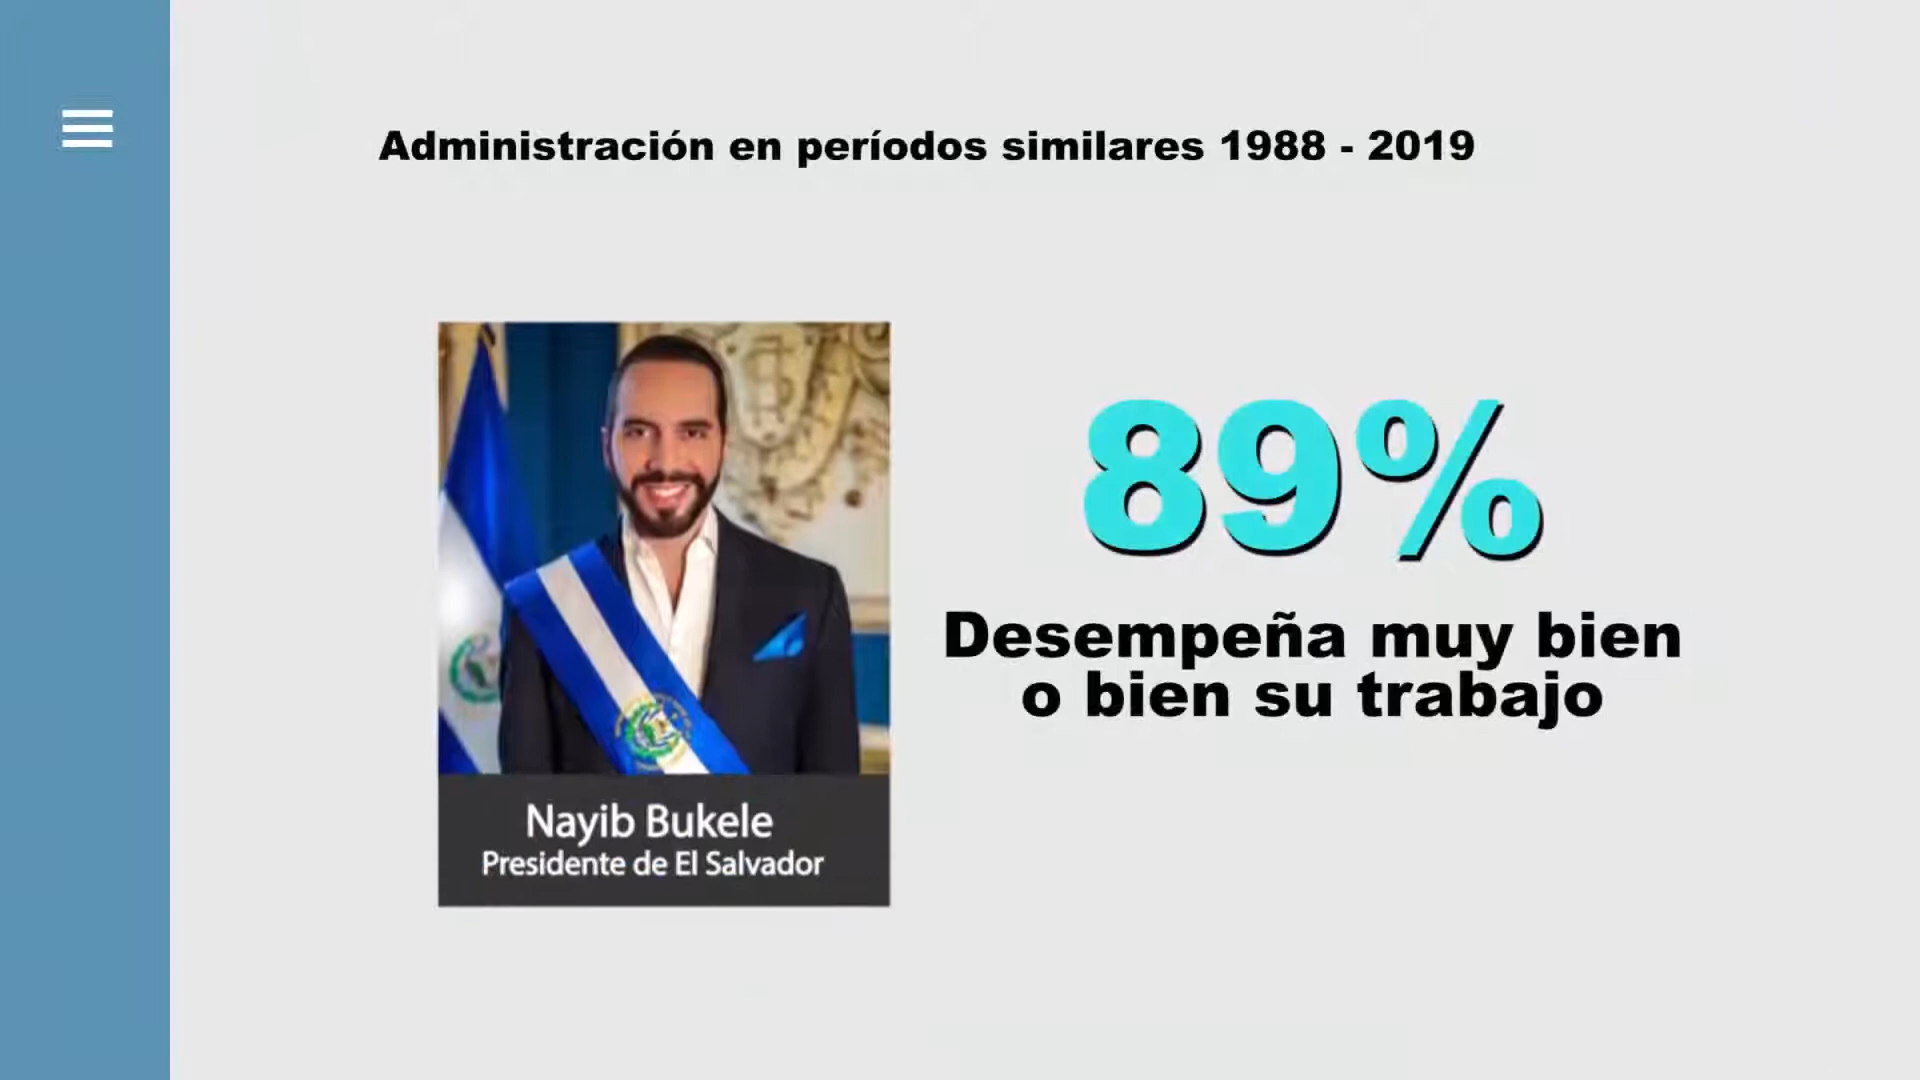 Administración en períodos similares 1988 - 2019
89%
Desempeña muy bien
o bien su trabajo
Nayib Bukele
Presidente de El Salvador